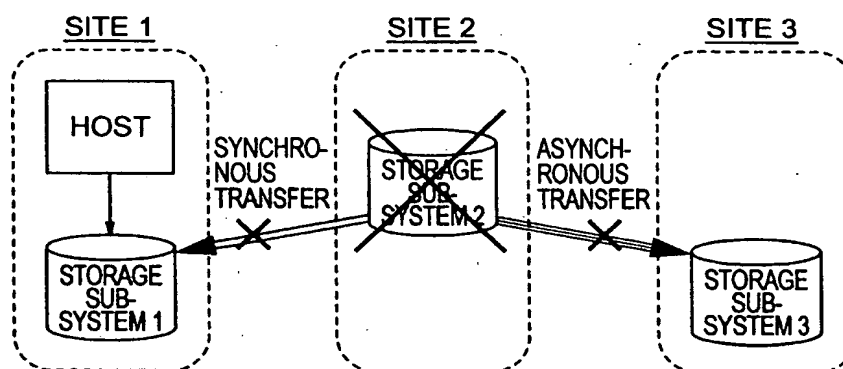 SITE 1
SITE 2
SITE 3
HOST
SYNCHRO-
NOUS
TRANSFER
ASYNCH-
RONOUS
TRANSFER
STORAGE
SUB-
SYSTEM 1
STORAGE
SUB-
SYSTEM 2
STORAGE
SUB-
SYSTEM 3